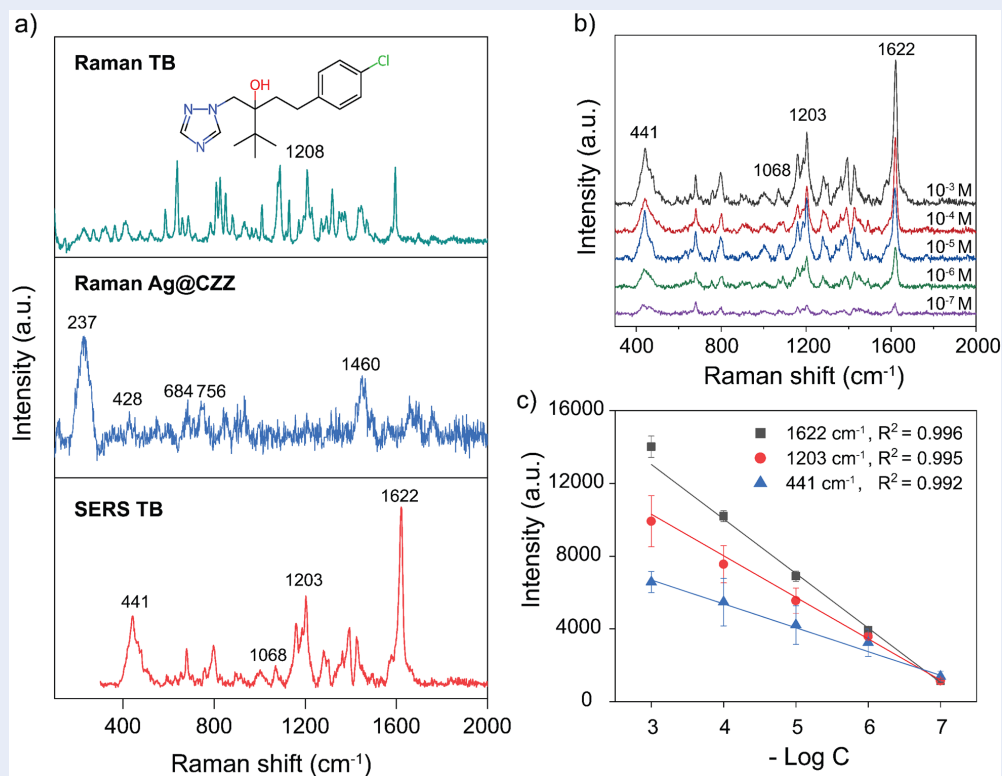 a)
Raman TB
Cl
OH
N
N
N
1208
Raman Ag@CZZ
237
428
684
756
1460
SERS TB
1622
441
1203
1068
Intensity (a.u.)
400 800 1200 1600 2000
Raman shift (cm⁻¹)
b)
1622
1203
441
1068
10⁻³ M
10⁻⁴ M
10⁻⁵ M
10⁻⁶ M
10⁻⁷ M
Intensity (a.u.)
400 800 1200 1600 2000
Raman shift (cm⁻¹)
c)
16000
12000
8000
4000
0
Intensity (a.u.)
1622 cm⁻¹, R² = 0.996
1203 cm⁻¹, R² = 0.995
441 cm⁻¹, R² = 0.992
3 4 5 6 7
- Log C